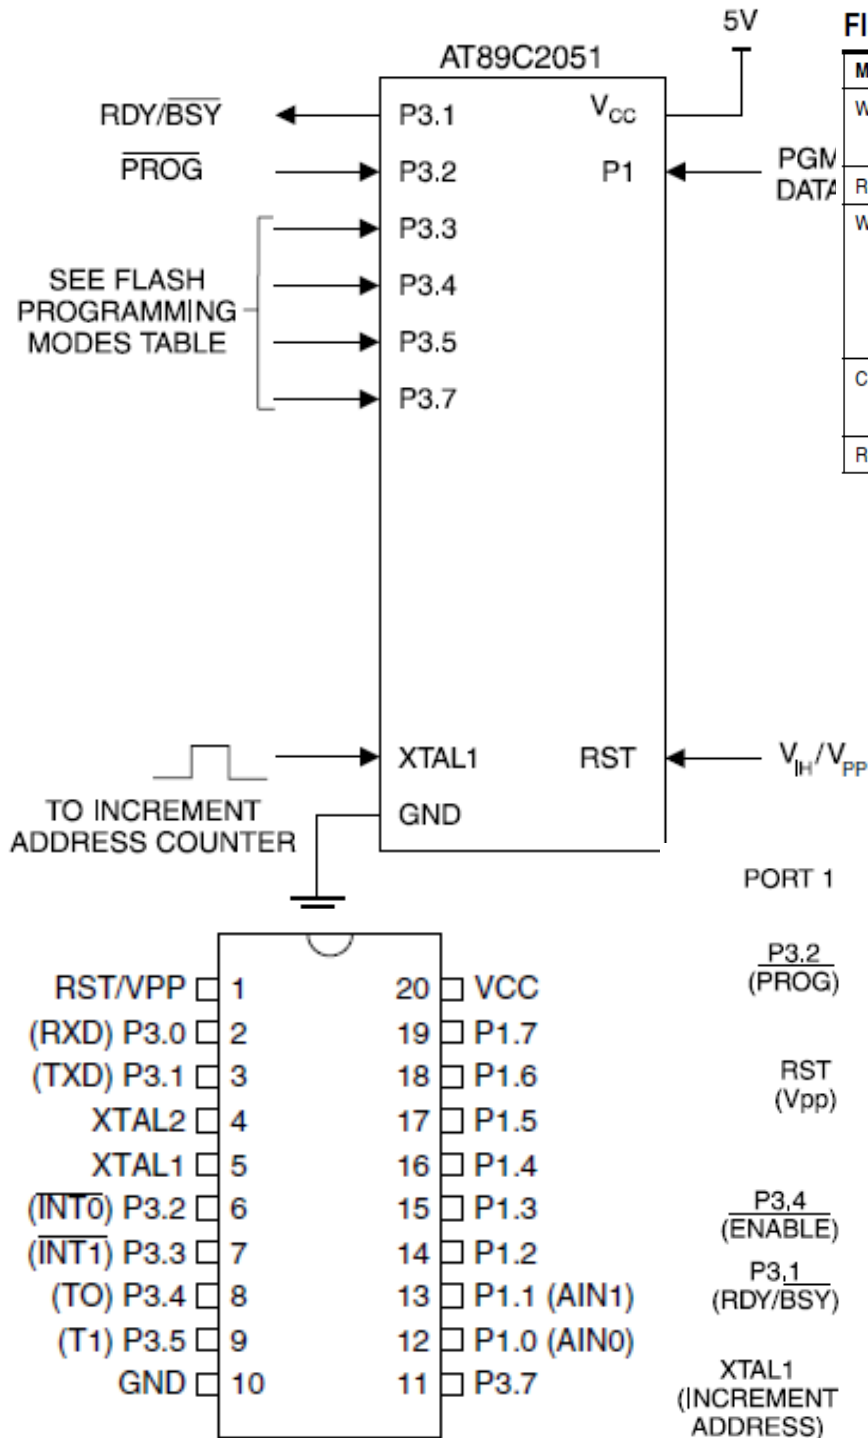 5V
AT89C2051
RDY/BSY
P3.1
VCC
PROG
P3.2
P1
PGM
DATA
P3.3
SEE FLASH
PROGRAMMING
MODES TABLE
P3.4
P3.5
P3.7
XTAL1
RST
VIH/VPP
TO INCREMENT
ADDRESS COUNTER
GND
FI
M
W
R
W
C
R
RST/VPP 1
20 VCC
(RXD) P3.0 2
19 P1.7
(TXD) P3.1 3
18 P1.6
XTAL2 4
17 P1.5
XTAL1 5
16 P1.4
(INT0) P3.2 6
15 P1.3
(INT1) P3.3 7
14 P1.2
(TO) P3.4 8
13 P1.1 (AIN1)
(T1) P3.5 9
12 P1.0 (AIN0)
GND 10
11 P3.7
PORT 1
P3.2
(PROG)
RST
(Vpp)
P3.4
(ENABLE)
P3.1
(RDY/BSY)
XTAL1
(INCREMENT
ADDRESS)